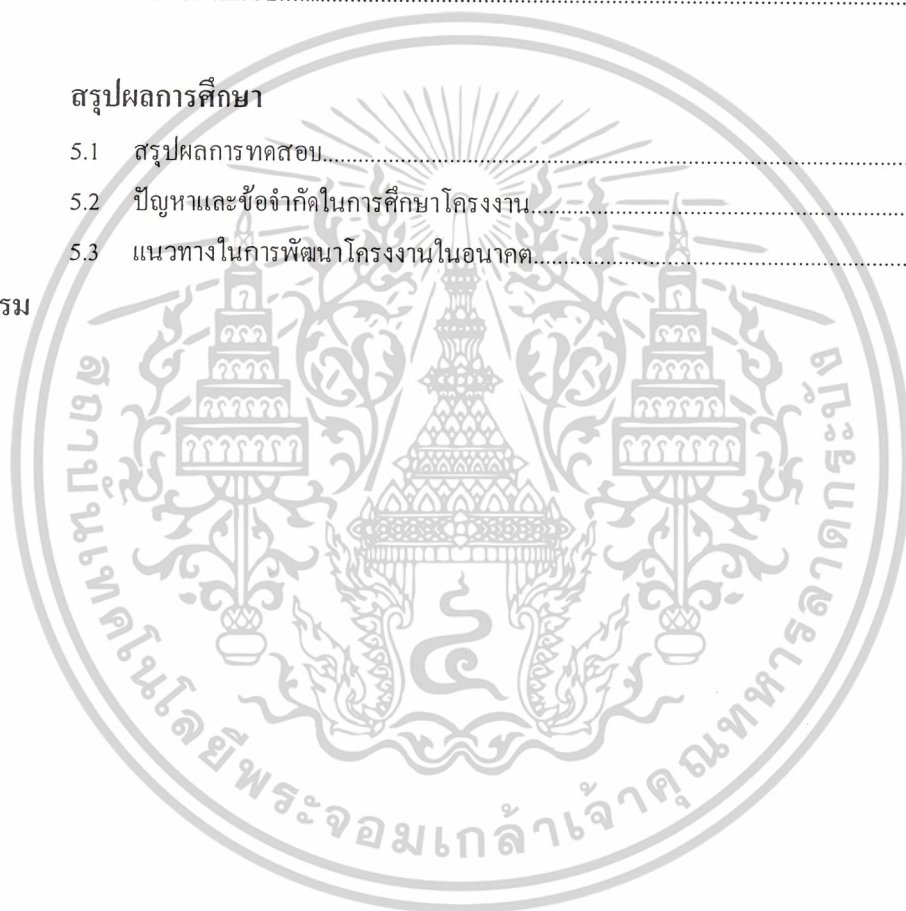 สรุปผลการศึกษา
5.1 สรุปผลการทดสอบ
5.2 ปัญหาและข้อจำกัดในการศึกษาโครงงาน
5.3 แนวทางในการพัฒนาโครงงานในอนาคต
รม
สถาบันเทคโนโลยีพระจอมเกล้าเจ้าคุณทหารลาดกระบัง